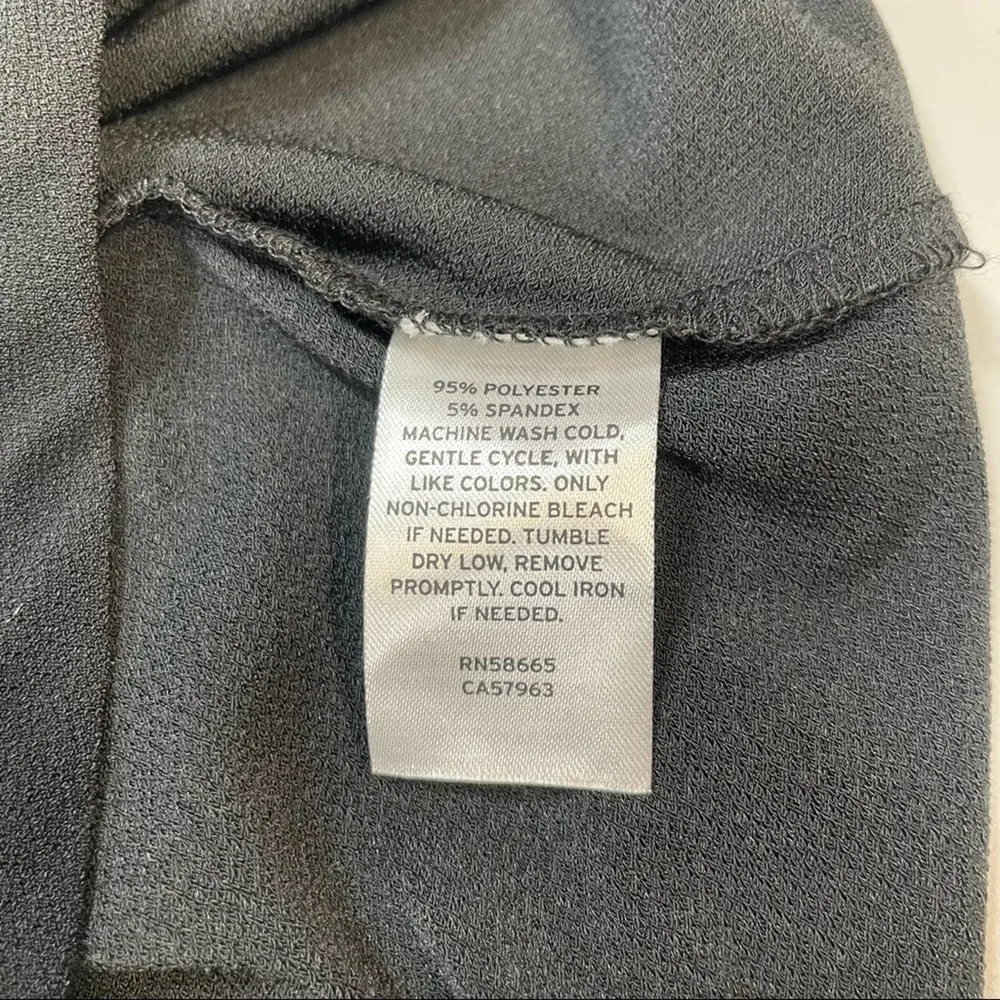 95% POLYESTER
5% SPANDEX
MACHINE WASH COLD,
GENTLE CYCLE, WITH
LIKE COLORS. ONLY
NON-CHLORINE BLEACH
IF NEEDED. TUMBLE
DRY LOW, REMOVE
PROMPTLY. COOL IRON
IF NEEDED.
RN58665
CA57963